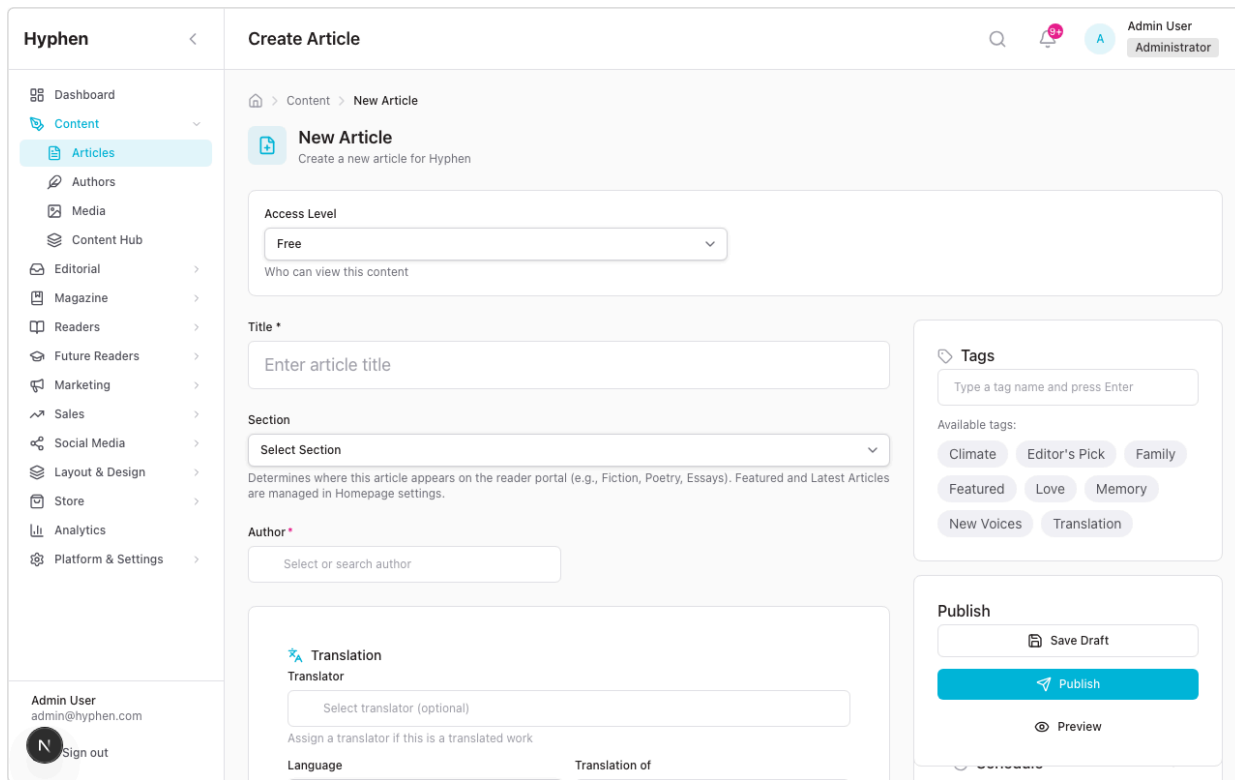 Hyphen
Create Article
9+
A
Admin User
Administrator
Dashboard
Content
Articles
Authors
Media
Content Hub
Editorial
Magazine
Readers
Future Readers
Marketing
Sales
Social Media
Layout & Design
Store
Analytics
Platform & Settings
Admin User
admin@hyphen.com
N
Sign out
Content
New Article
New Article
Create a new article for Hyphen
Access Level
Free
Who can view this content
Title *
Enter article title
Section
Select Section
Determines where this article appears on the reader portal (e.g., Fiction, Poetry, Essays). Featured and Latest Articles
are managed in Homepage settings.
Author *
Select or search author
Translation
Translator
Select translator (optional)
Assign a translator if this is a translated work
Language
Translation of
Tags
Type a tag name and press Enter
Available tags:
Climate
Editor's Pick
Family
Featured
Love
Memory
New Voices
Translation
Publish
Save Draft
Publish
Preview
Schedule